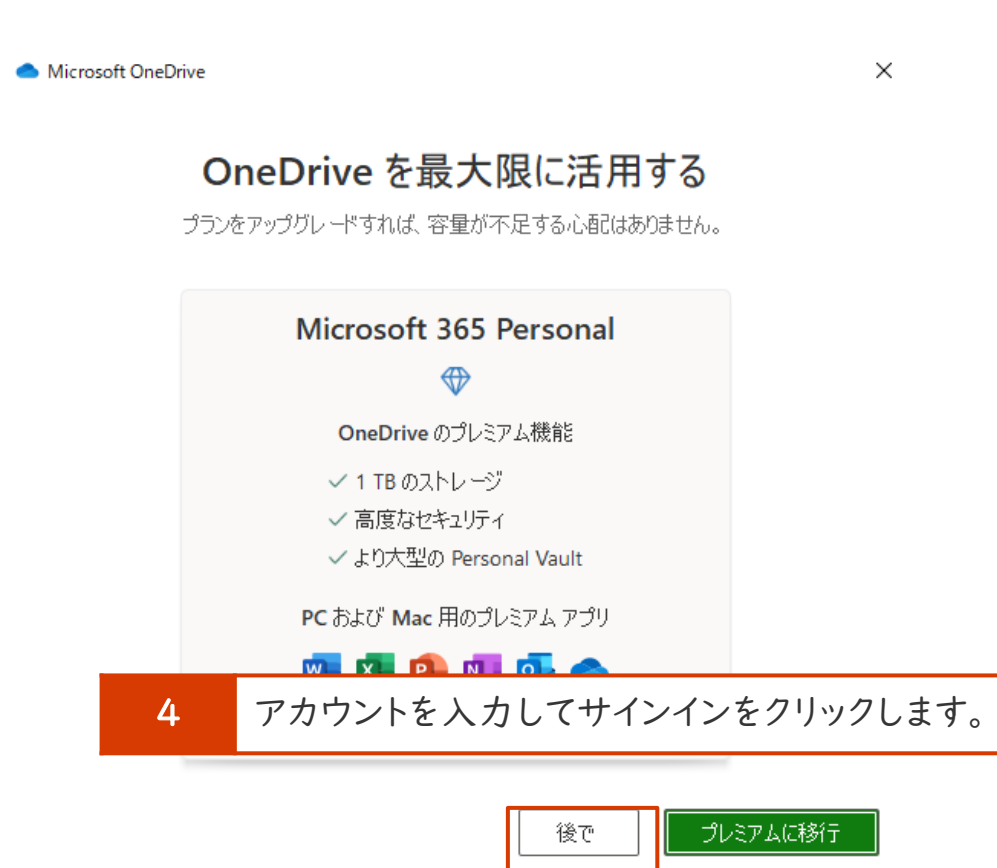 Microsoft OneDrive
OneDrive を最大限に活用する
プランをアップグレードすれば、容量が不足する心配はありません。
Microsoft 365 Personal
OneDrive のプレミアム機能
1 TB のストレージ
高度なセキュリティ
より大型の Personal Vault
PC および Mac 用のプレミアム アプリ
W X P N O
4 アカウントを入力してサインインをクリックします。
後で プレミアムに移行